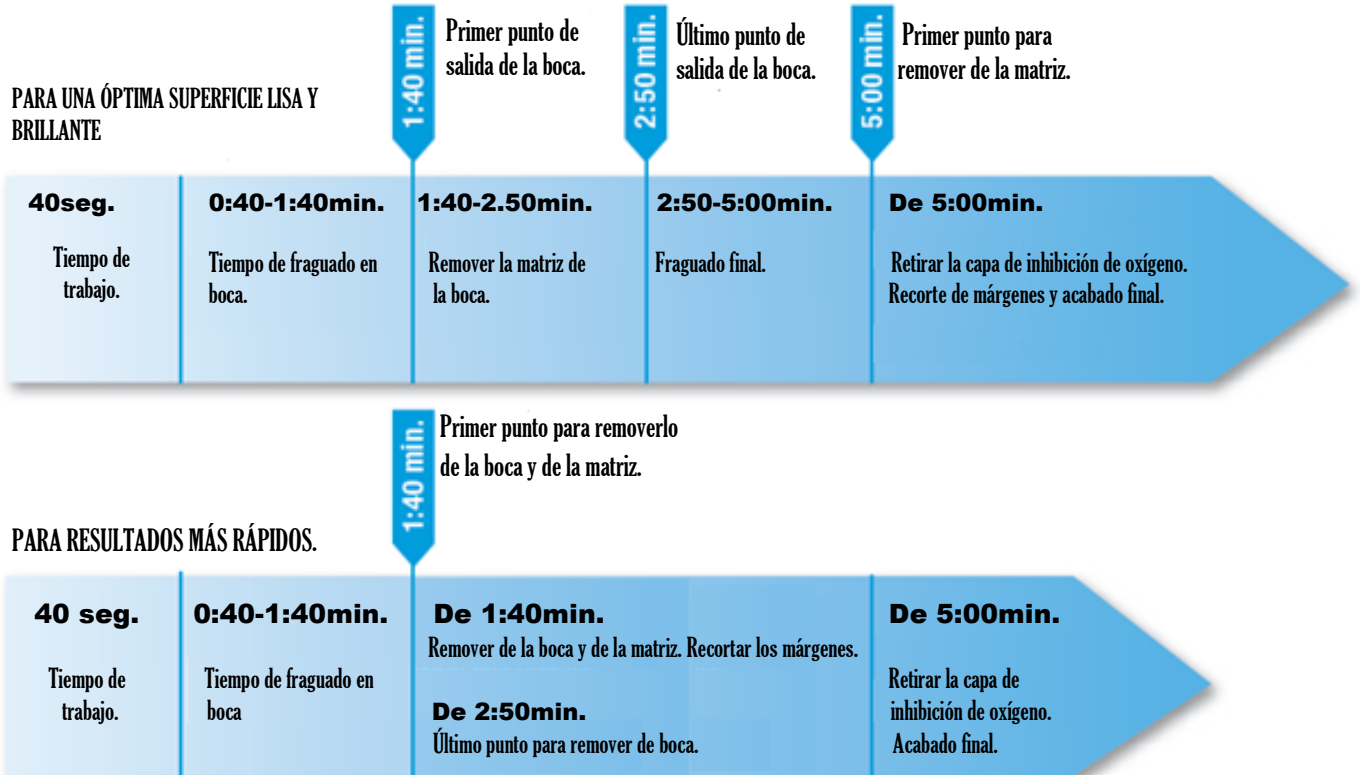 1:40 min.
Primer punto de
salida de la boca.
2:50 min.
Último punto de
salida de la boca.
5:00 min.
Primer punto para
remover de la matriz.
PARA UNA ÓPTIMA SUPERFICIE LISA Y
BRILLANTE
40seg.
Tiempo de
trabajo.
0:40-1:40min.
Tiempo de fraguado en
boca.
1:40-2.50min.
Remover la matriz de
la boca.
2:50-5:00min.
Fraguado final.
De 5:00min.
Retirar la capa de inhibición de oxígeno.
Recorte de márgenes y acabado final.
1:40 min.
Primer punto para removerlo
de la boca y de la matriz.
PARA RESULTADOS MÁS RÁPIDOS.
40 seg.
Tiempo de
trabajo.
0:40-1:40min.
Tiempo de fraguado en
boca
De 1:40min.
Remover de la boca y de la matriz. Recortar los márgenes.
De 2:50min.
Último punto para remover de boca.
De 5:00min.
Retirar la capa de
inhibición de oxígeno.
Acabado final.